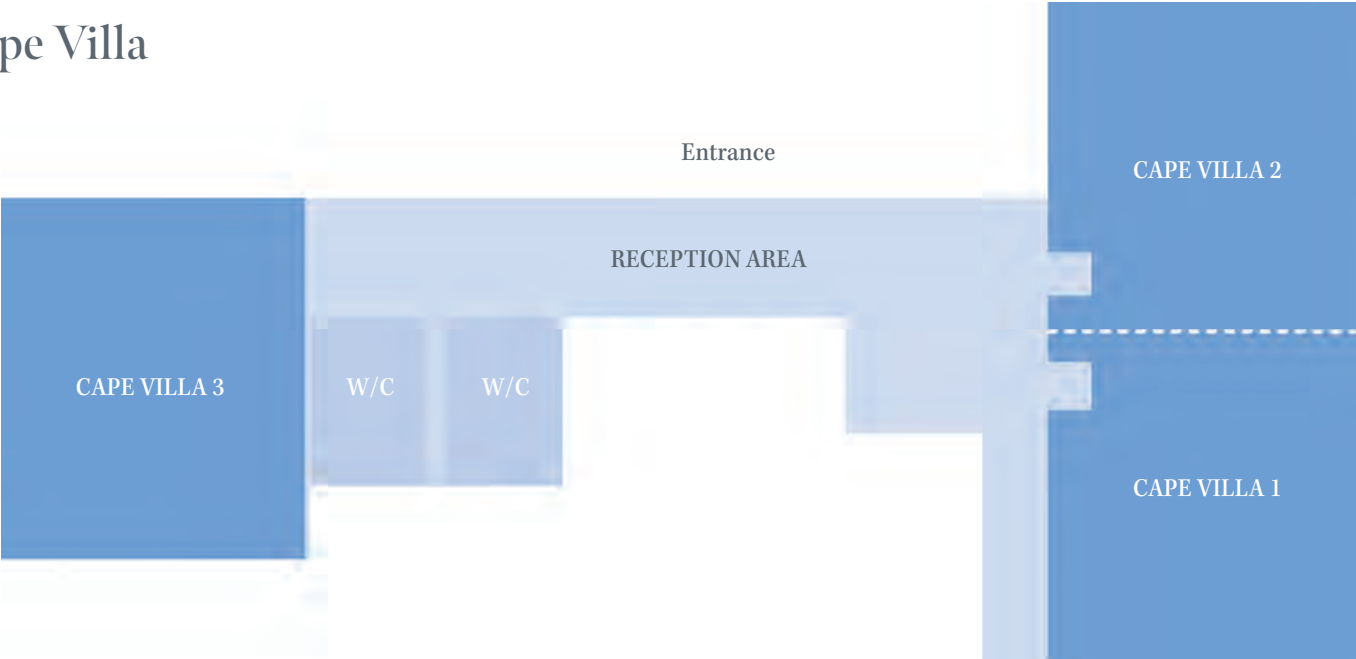 pe Villa
Entrance
CAPE VILLA 2
RECEPTION AREA
CAPE VILLA 3
W/C
W/C
CAPE VILLA 1